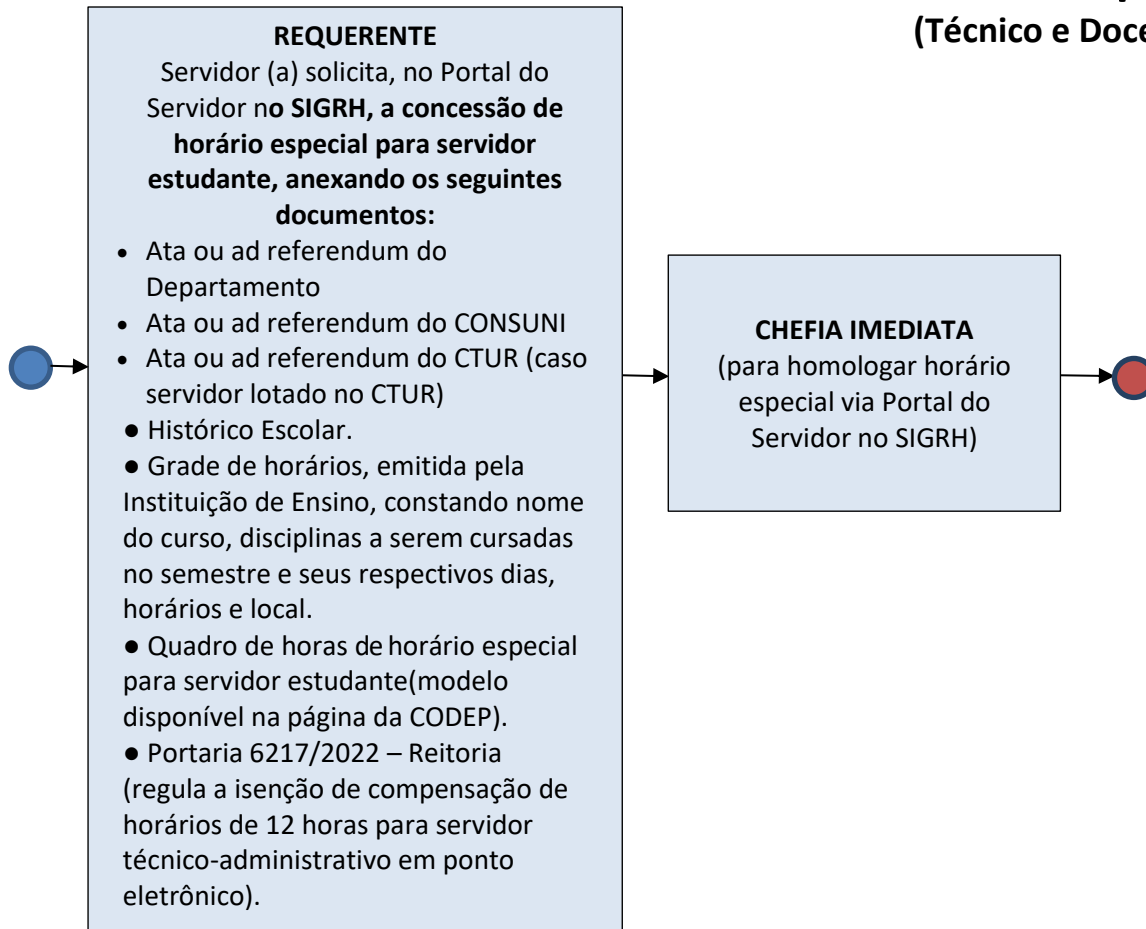 (Técnico e Doce
REQUERENTE
Servidor (a) solicita, no Portal do
Servidor no SIGRH, a concessão de
horário especial para servidor
estudante, anexando os seguintes
documentos:
• Ata ou ad referendum do
Departamento
• Ata ou ad referendum do CONSUNI
• Ata ou ad referendum do CTUR (caso
servidor lotado no CTUR)
● Histórico Escolar.
● Grade de horários, emitida pela
Instituição de Ensino, constando nome
do curso, disciplinas a serem cursadas
no semestre e seus respectivos dias,
horários e local.
● Quadro de horas de horário especial
para servidor estudante(modelo
disponível na página da CODEP).
● Portaria 6217/2022 – Reitoria
(regula a isenção de compensação de
horários de 12 horas para servidor
técnico-administrativo em ponto
eletrônico).
CHEFIA IMEDIATA
(para homologar horário
especial via Portal do
Servidor no SIGRH)